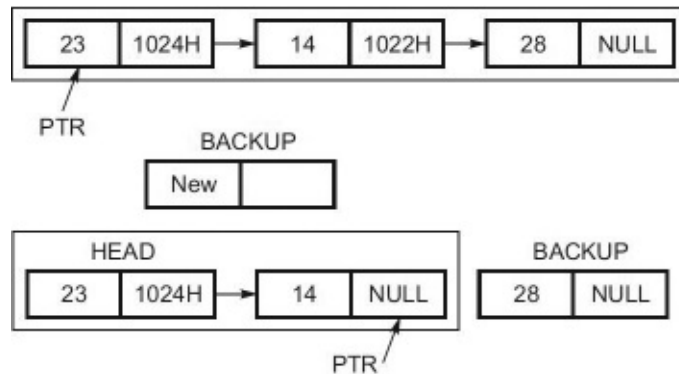 23 1024H 14 1022H 28 NULL
PTR
BACKUP
New
HEAD BACKUP
23 1024H 14 NULL 28 NULL
PTR